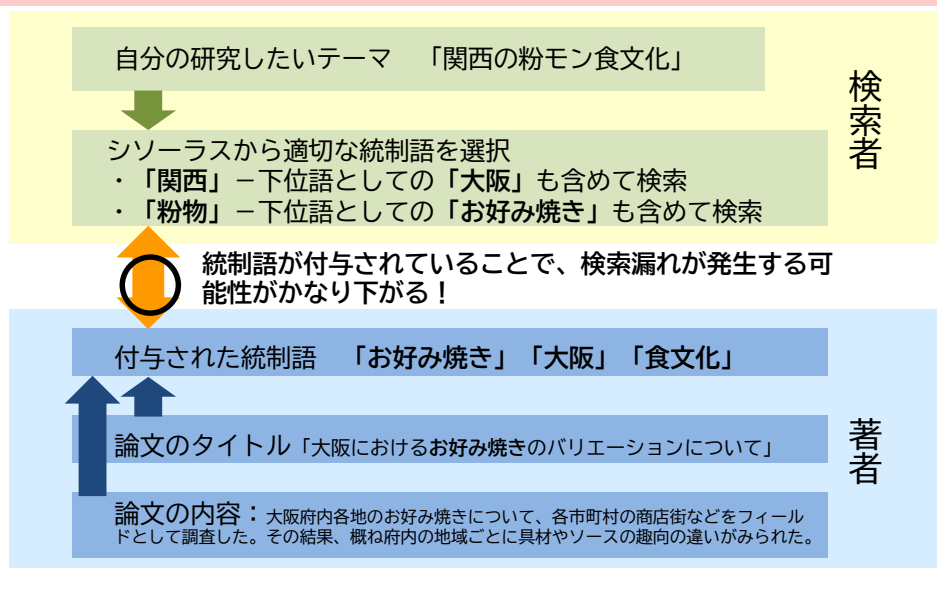 自分の研究したいテーマ　「関西の粉モン食文化」
検索者
シソーラスから適切な統制語を選択
・「関西」－下位語としての「大阪」も含めて検索
・「粉物」－下位語としての「お好み焼き」も含めて検索
統制語が付与されていることで、検索漏れが発生する可
能性がかなり下がる！
付与された統制語　「お好み焼き」「大阪」「食文化」
論文のタイトル「大阪におけるお好み焼きのバリエーションについて」
著者
論文の内容：大阪府内各地のお好み焼きについて、各市町村の商店街などをフィール
ドとして調査した。その結果、概ね府内の地域ごとに具材やソースの趣向の違いがみられた。